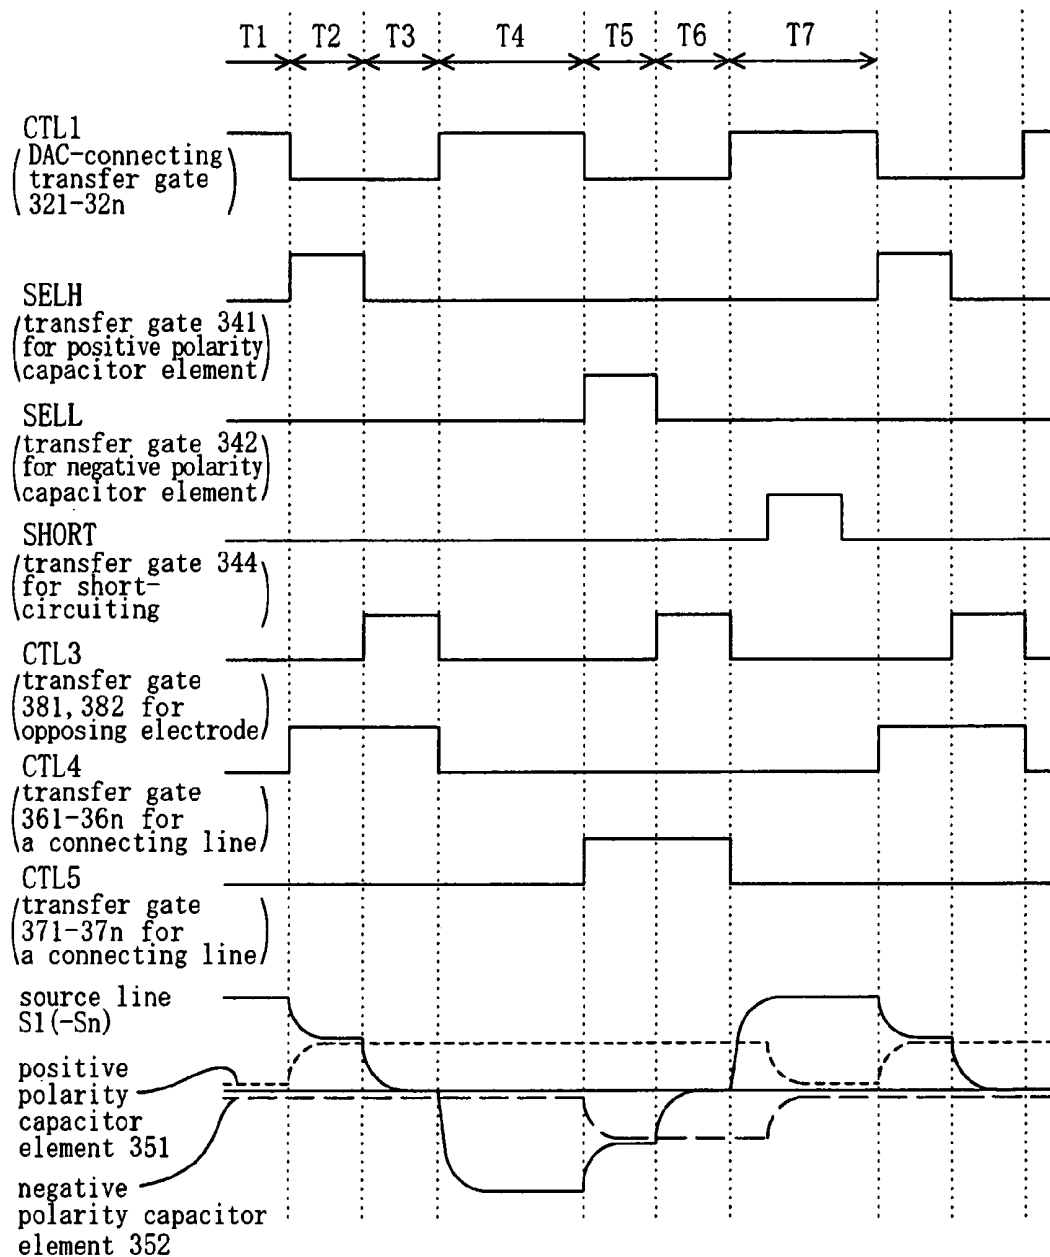 T1 T2 T3 T4 T5 T6 T7
CTL1
(DAC-connecting
transfer gate
321-32n)
SELH
(transfer gate 341
for positive polarity
capacitor element)
SELL
(transfer gate 342
for negative polarity
capacitor element)
SHORT
(transfer gate 344
for short-
circuiting)
CTL3
(transfer gate
381, 382 for
opposing electrode)
CTL4
(transfer gate
361-36n for
a connecting line)
CTL5
(transfer gate
371-37n for
a connecting line)
source line
S1(-Sn)
positive
polarity
capacitor
element 351
negative
polarity capacitor
element 352